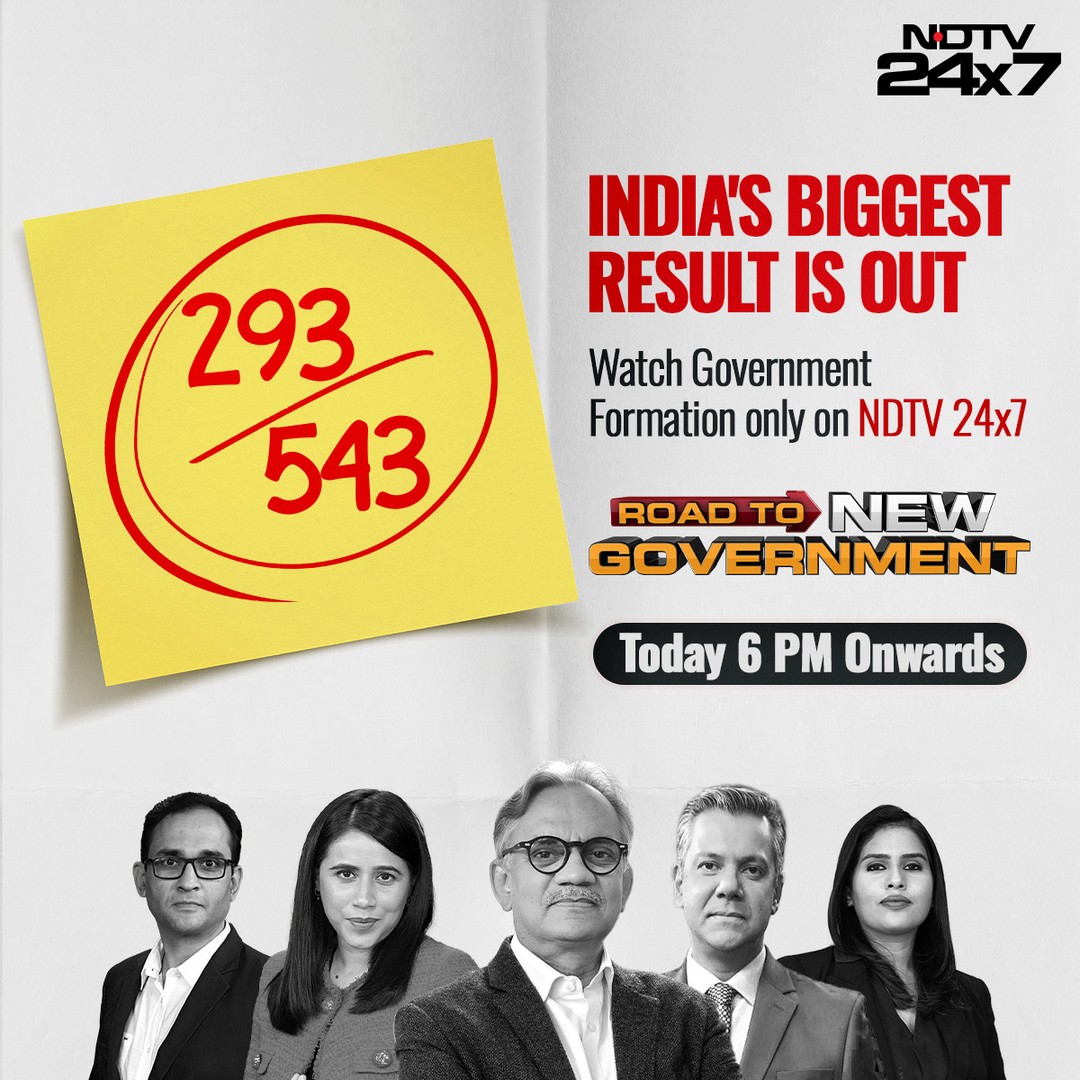 NDTV
24x7
293
543
INDIA'S BIGGEST
RESULT IS OUT
Watch Government
Formation only on NDTV 24x7
ROAD TO NEW
GOVERNMENT
Today 6 PM Onwards